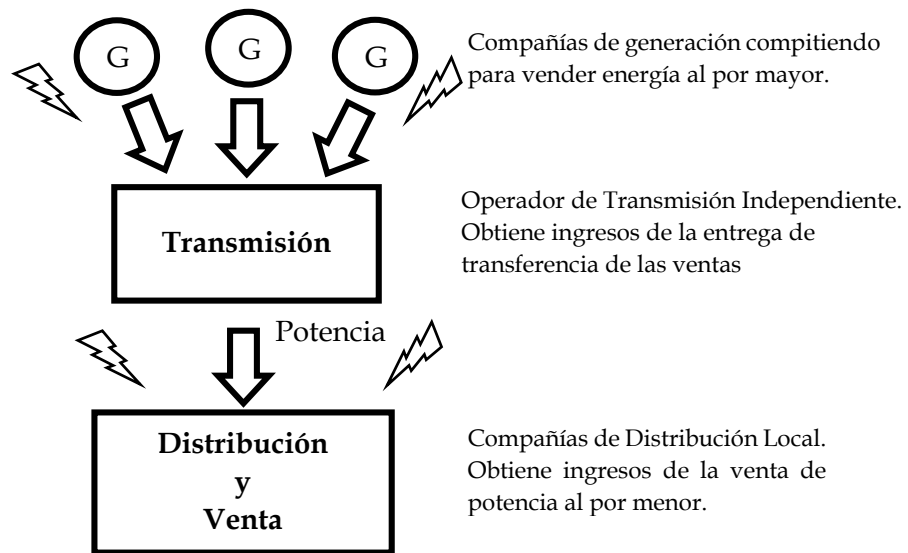 G
G
G
Compañías de generación compitiendo
para vender energía al por mayor.
Transmisión
Operador de Transmisión Independiente.
Obtiene ingresos de la entrega de
transferencia de las ventas
Potencia
Distribución
y
Venta
Compañías de Distribución Local.
Obtiene ingresos de la venta de
potencia al por menor.